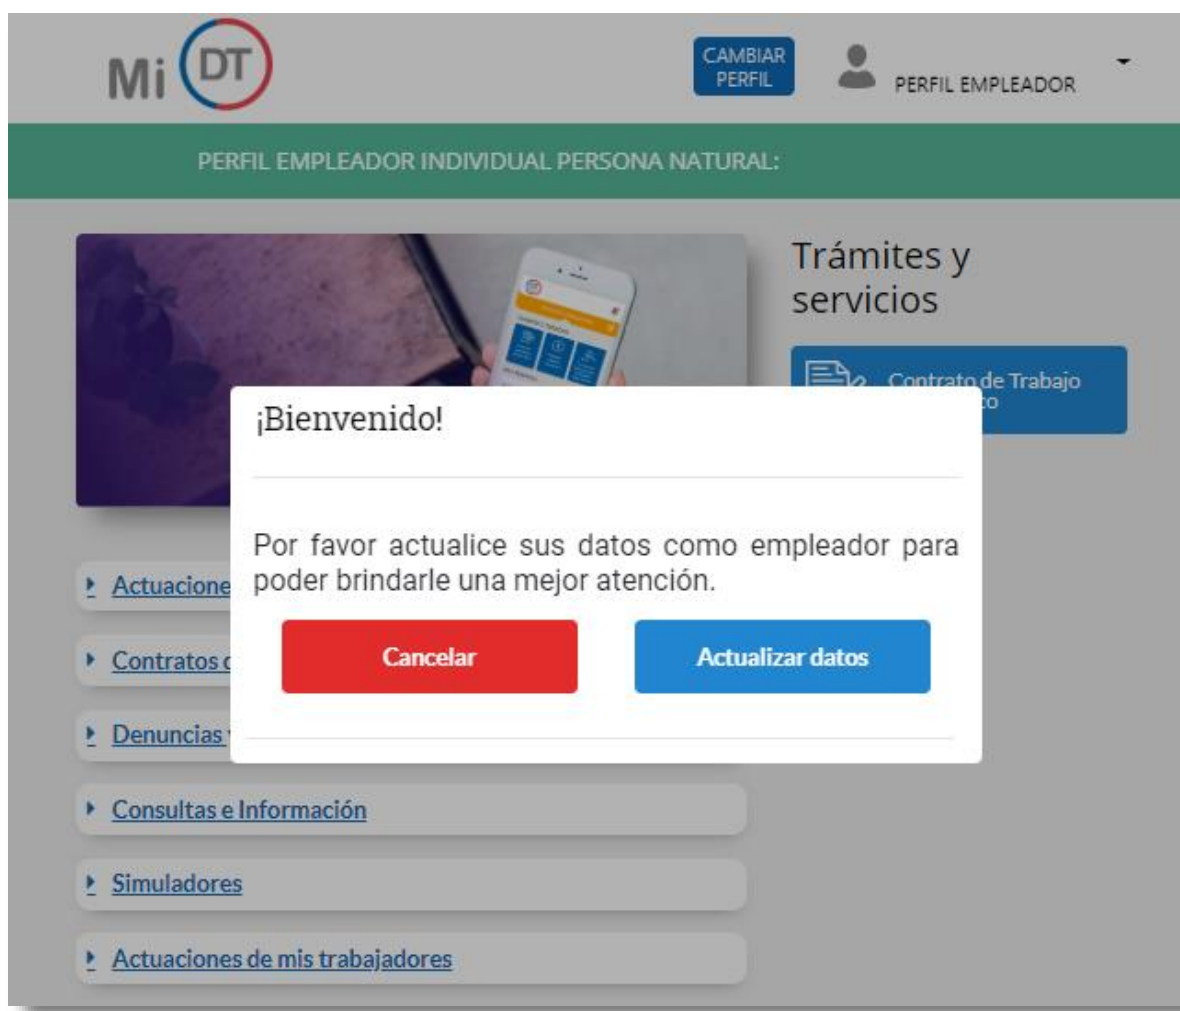 Mi DT
CAMBIAR
PERFIL
PERFIL EMPLEADOR
PERFIL EMPLEADOR INDIVIDUAL PERSONA NATURAL:
DT
Trámites y
servicios
Contrato de Trabajo
¡Bienvenido!
Por favor actualice sus datos como empleador para
poder brindarle una mejor atención.
Cancelar
Actualizar datos
Actuacione
Contratos
Denuncias
Consultas e Información
Simuladores
Actuaciones de mis trabajadores